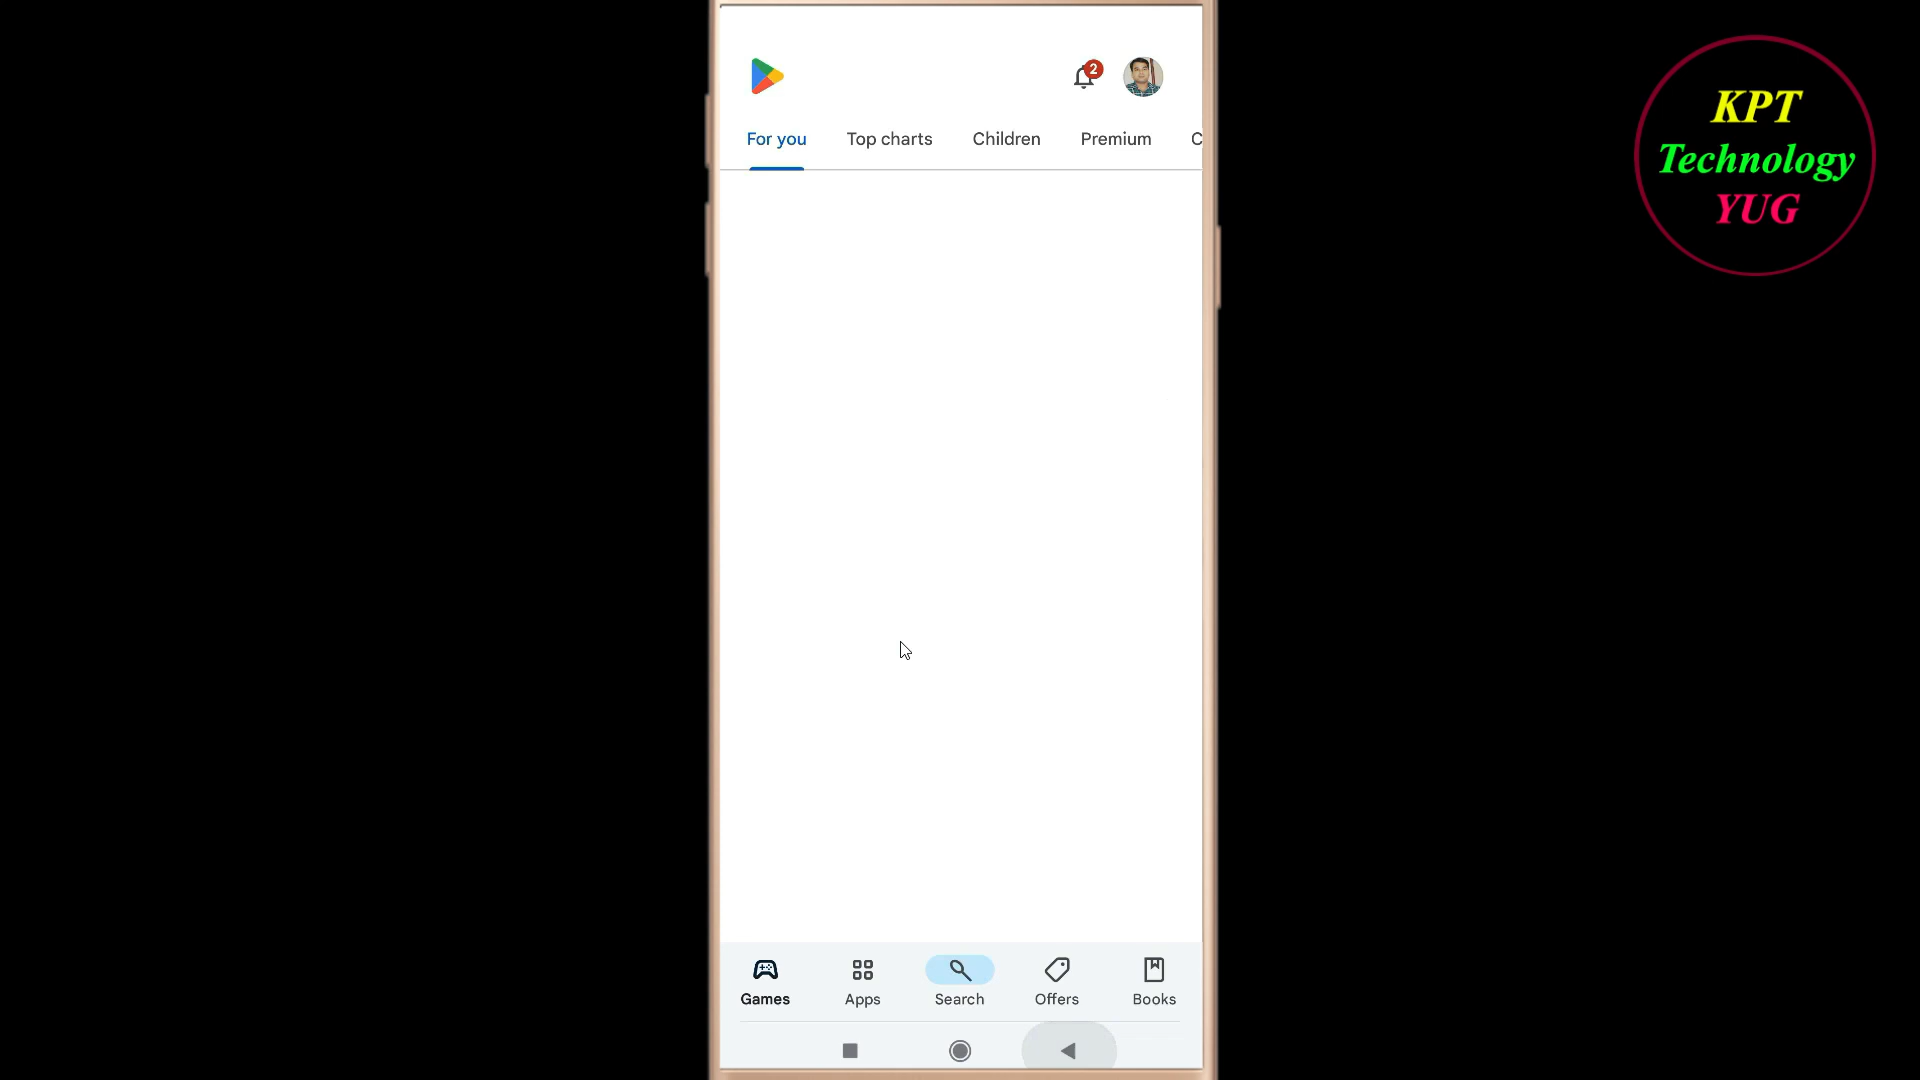 2
For you Top charts Children Premium C
Games Apps Search Offers Books
KPT
Technology
YUG